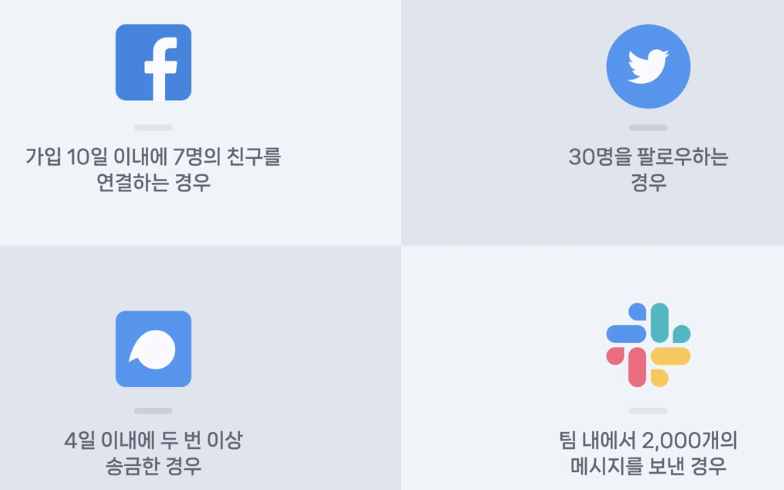 가입 10일 이내에 7명의 친구를
연결하는 경우
30명을 팔로우하는
경우
4일 이내에 두 번 이상
송금한 경우
팀 내에서 2,000개의
메시지를 보낸 경우